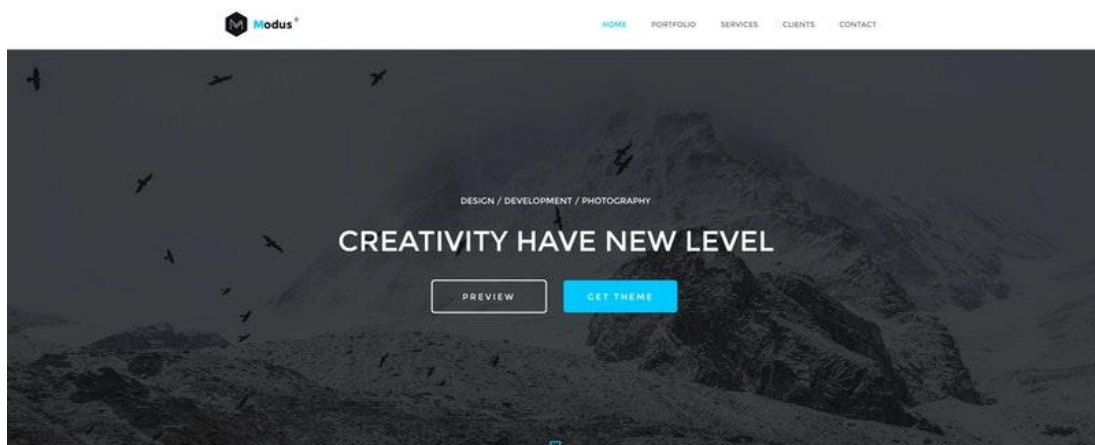 Modus®
HOME PORTFOLIO SERVICES CLIENTS CONTACT
DESIGN / DEVELOPMENT / PHOTOGRAPHY
CREATIVITY HAVE NEW LEVEL
PREVIEW GET THEME